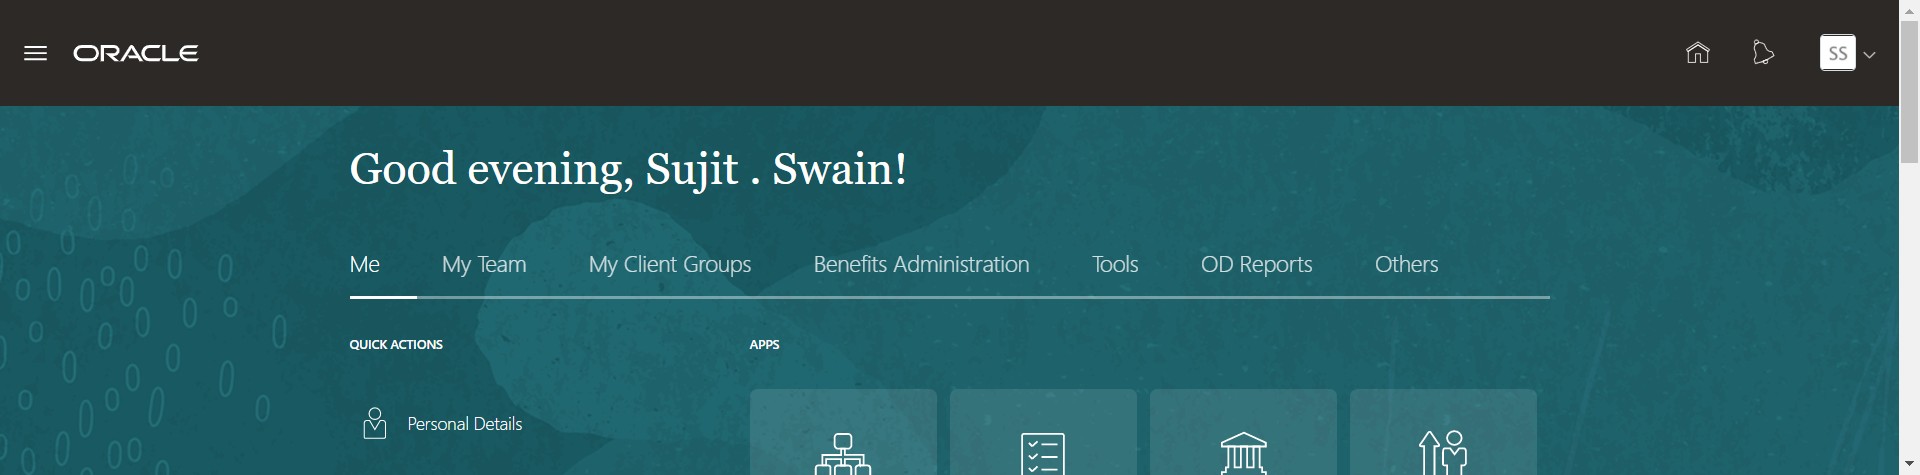 ORACLE
SS
Good evening, Sujit . Swain!
Me
My Team
My Client Groups
Benefits Administration
Tools
OD Reports
Others
QUICK ACTIONS
APPS
Personal Details